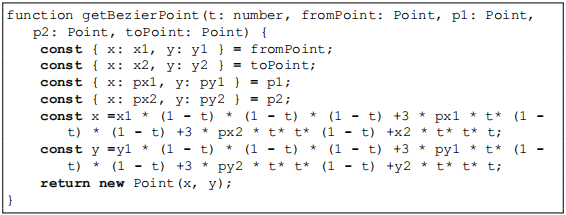 function getBezierPoint(t: number, fromPoint: Point, p1: Point,
p2: Point, toPoint: Point) {
const { x: x1, y: y1 } = fromPoint;
const { x: x2, y: y2 } = toPoint;
const { x: px1, y: py1 } = p1;
const { x: px2, y: py2 } = p2;
const x =x1 * (1 - t) * (1 - t) * (1 - t) +3 * px1 * t* (1 -
t) * (1 - t) +3 * px2 * t* t* (1 - t) +x2 * t* t* t;
const y =y1 * (1 - t) * (1 - t) * (1 - t) +3 * py1 * t* (1 -
t) * (1 - t) +3 * py2 * t* t* (1 - t) +y2 * t* t* t;
return new Point(x, y);
}